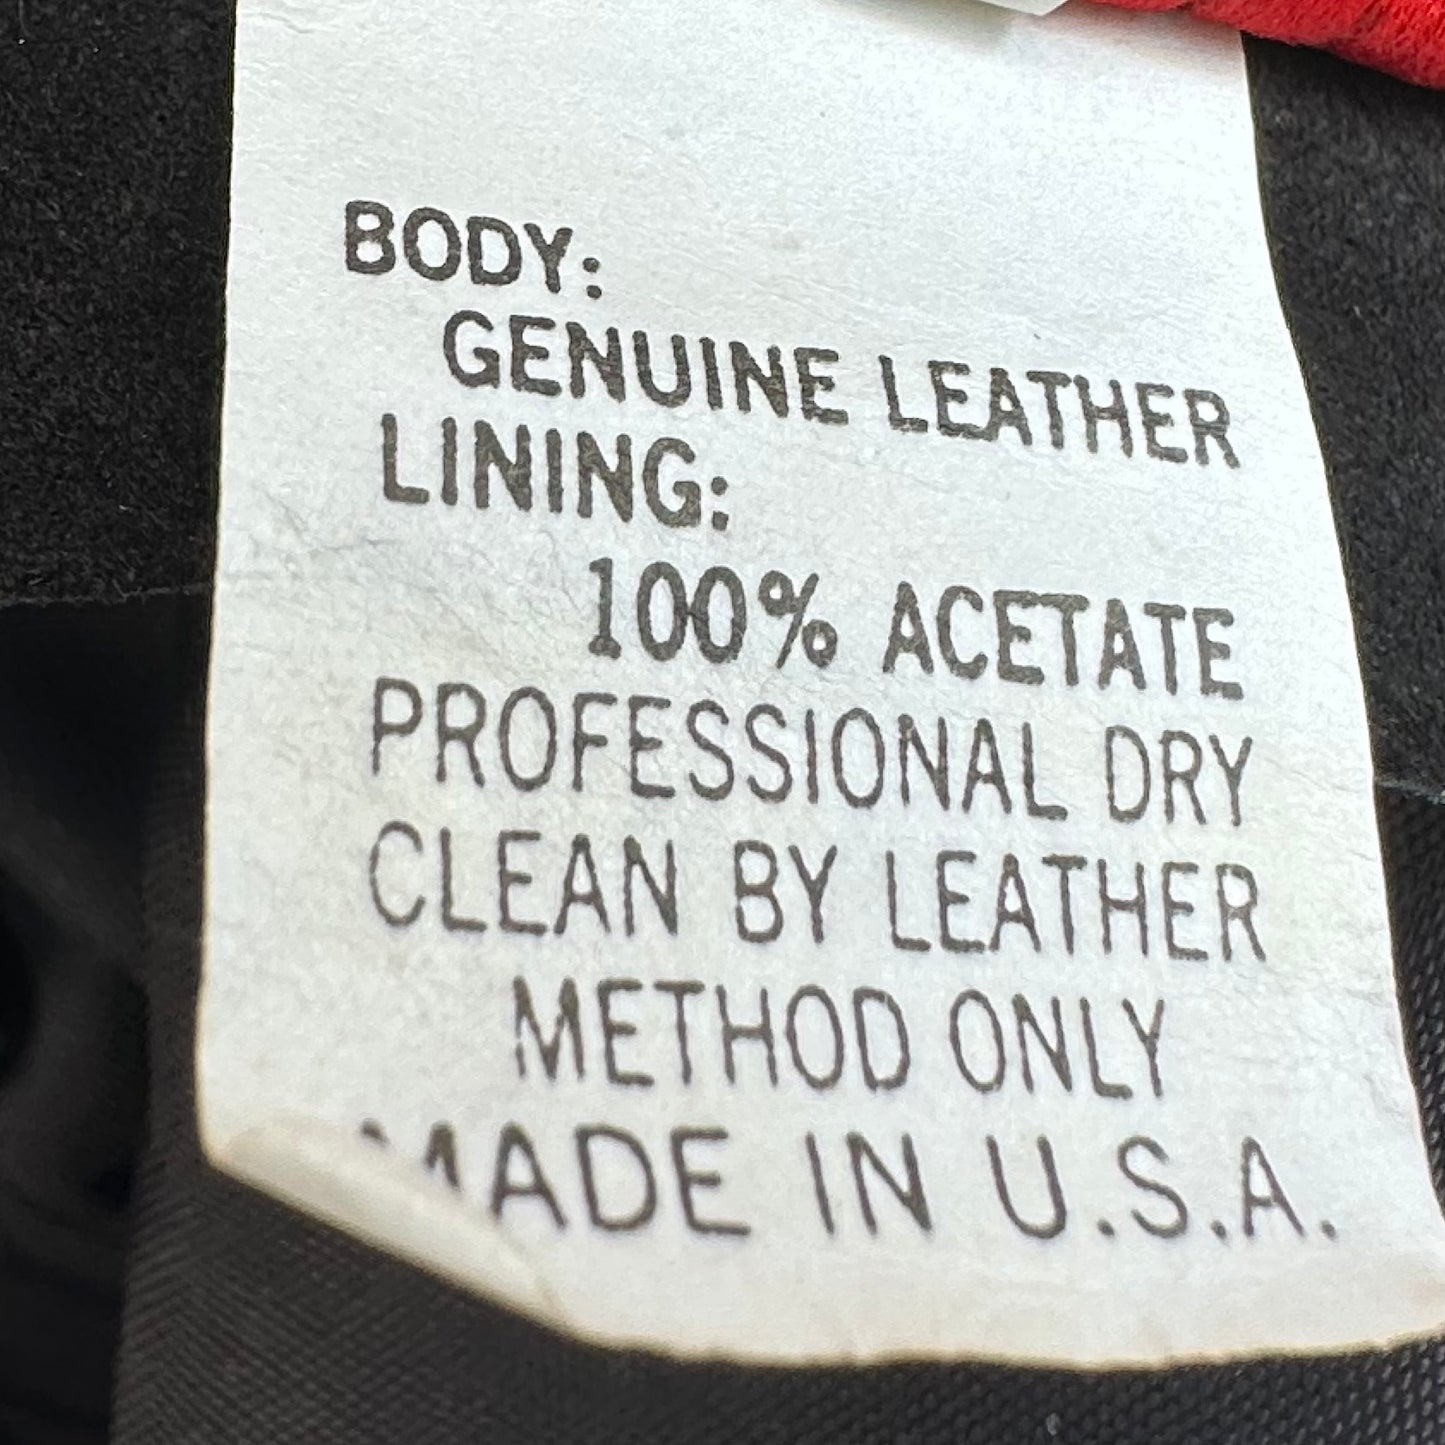 BODY:
GENUINE LEATHER
LINING:
100% ACETATE
PROFESSIONAL DRY
CLEAN BY LEATHER
METHOD ONLY
MADE IN U.S.A.